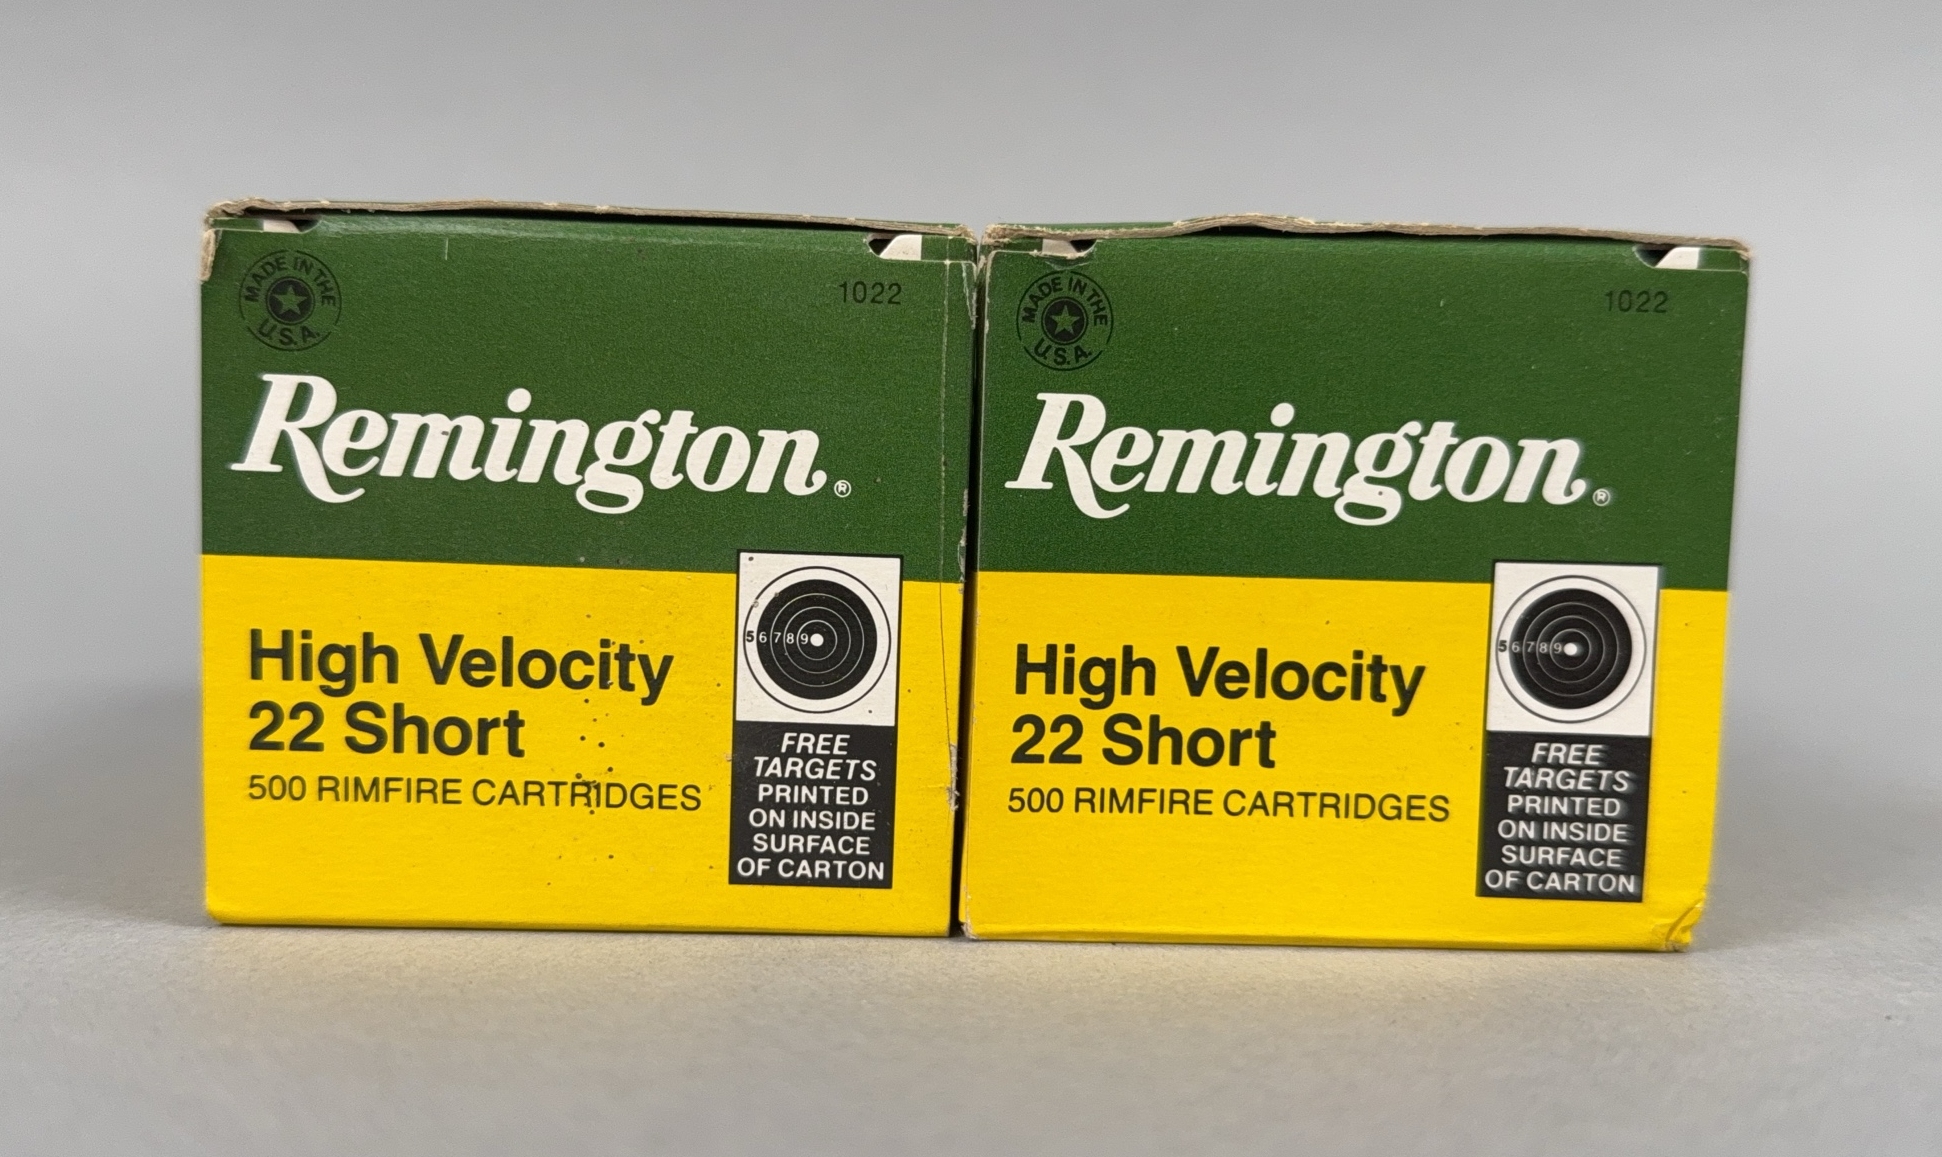 MADE IN THE
U.S.A.
1022
Remington®
High Velocity
22 Short
500 RIMFIRE CARTRIDGES
5 6 7 8 9
FREE
TARGETS
PRINTED
ON INSIDE
SURFACE
OF CARTON
MADE IN THE
U.S.A.
1022
Remington®
High Velocity
22 Short
500 RIMFIRE CARTRIDGES
5 6 7 8 9
FREE
TARGETS
PRINTED
ON INSIDE
SURFACE
OF CARTON